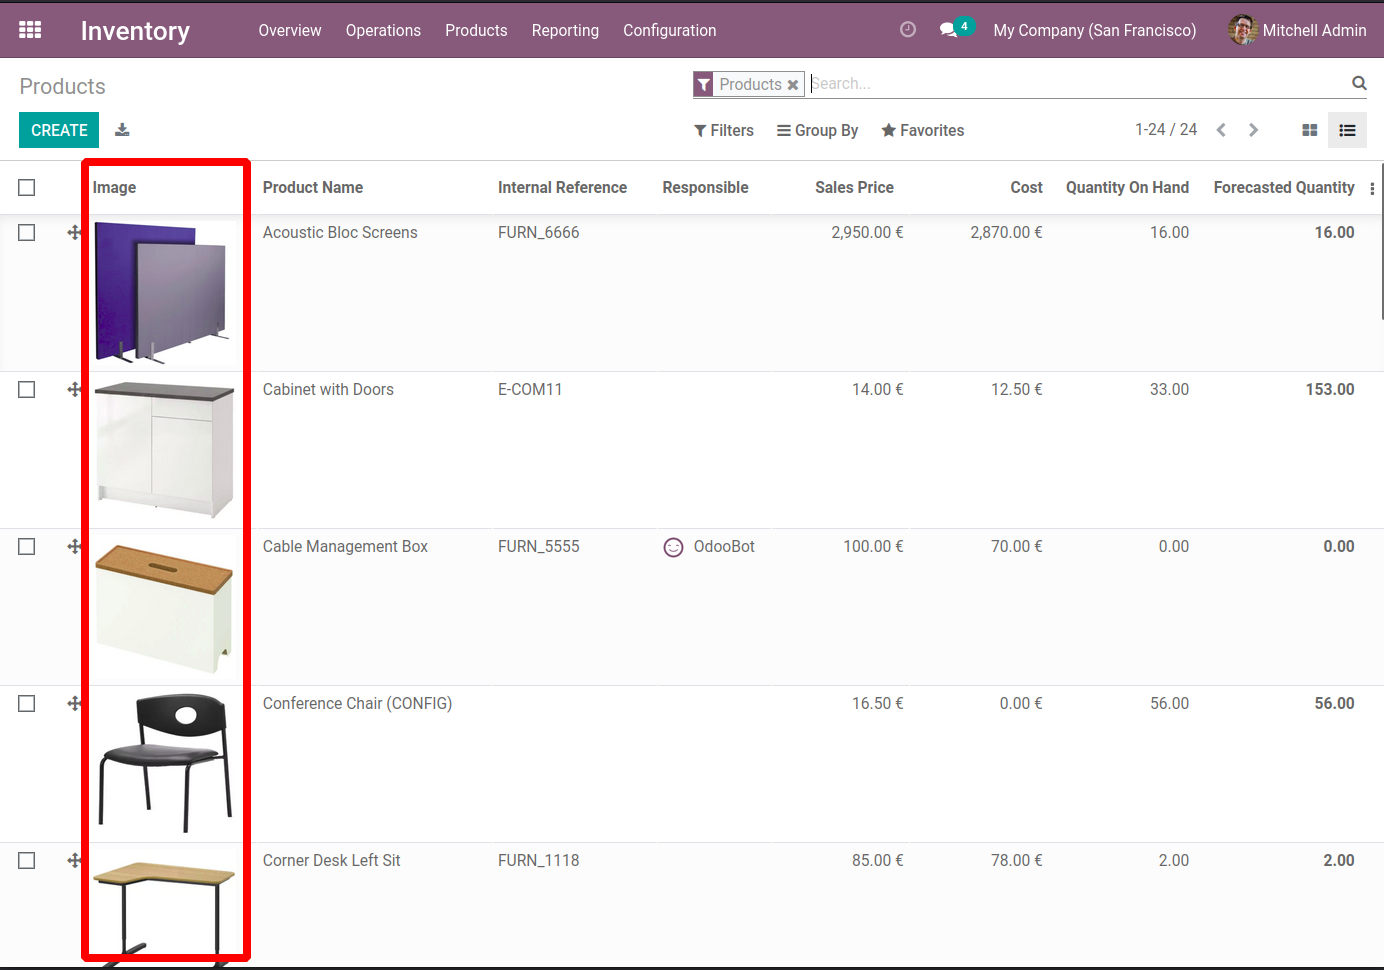 Inventory Overview Operations Products Reporting Configuration 4 My Company (San Francisco) Mitchell Admin
Products
Products Search...
CREATE Filters Group By Favorites 1-24 / 24
Image Product Name Internal Reference Responsible Sales Price Cost Quantity On Hand Forecasted Quantity
Acoustic Bloc Screens FURN_6666 2,950.00 € 2,870.00 € 16.00 16.00
Cabinet with Doors E-COM11 14.00 € 12.50 € 33.00 153.00
Cable Management Box FURN_5555 OdooBot 100.00 € 70.00 € 0.00 0.00
Conference Chair (CONFIG) 16.50 € 0.00 € 56.00 56.00
Corner Desk Left Sit FURN_1118 85.00 € 78.00 € 2.00 2.00